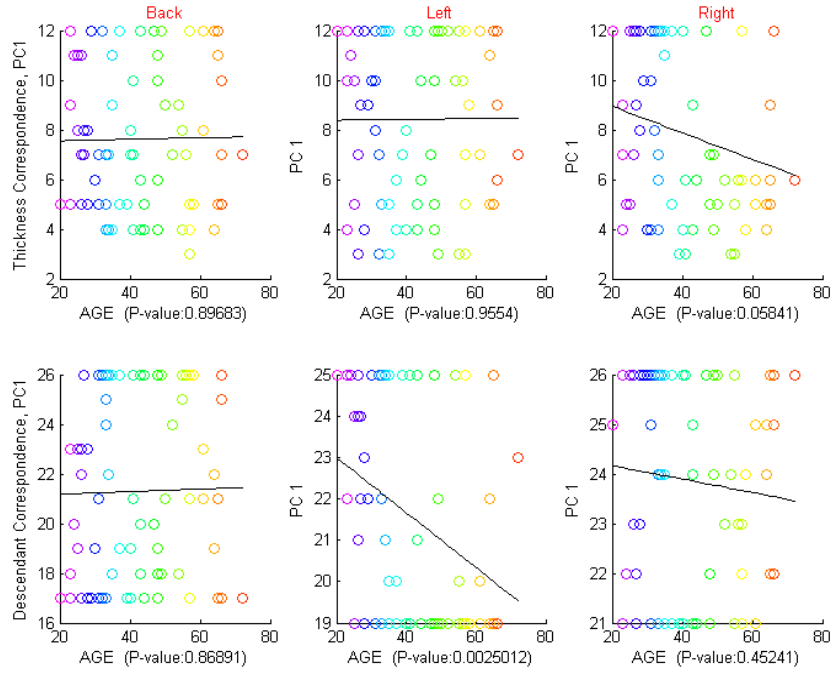 Back Left Right
Thickness Correspondence, PC1
12
10
8
6
4
2
20 40 60 80
AGE (P-value:0.89683)
PC 1
12
10
8
6
4
2
20 40 60 80
AGE (P-value:0.9554)
PC 1
12
10
8
6
4
2
20 40 60 80
AGE (P-value:0.05841)
Descendant Correspondence, PC1
26
24
22
20
18
16
20 40 60 80
AGE (P-value:0.86891)
PC 1
25
24
23
22
21
20
19
20 40 60 80
AGE (P-value:0.0025012)
PC 1
26
25
24
23
22
21
20 40 60 80
AGE (P-value:0.45241)